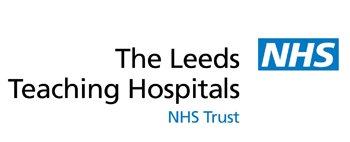 The Leeds NHS
Teaching Hospitals
NHS Trust